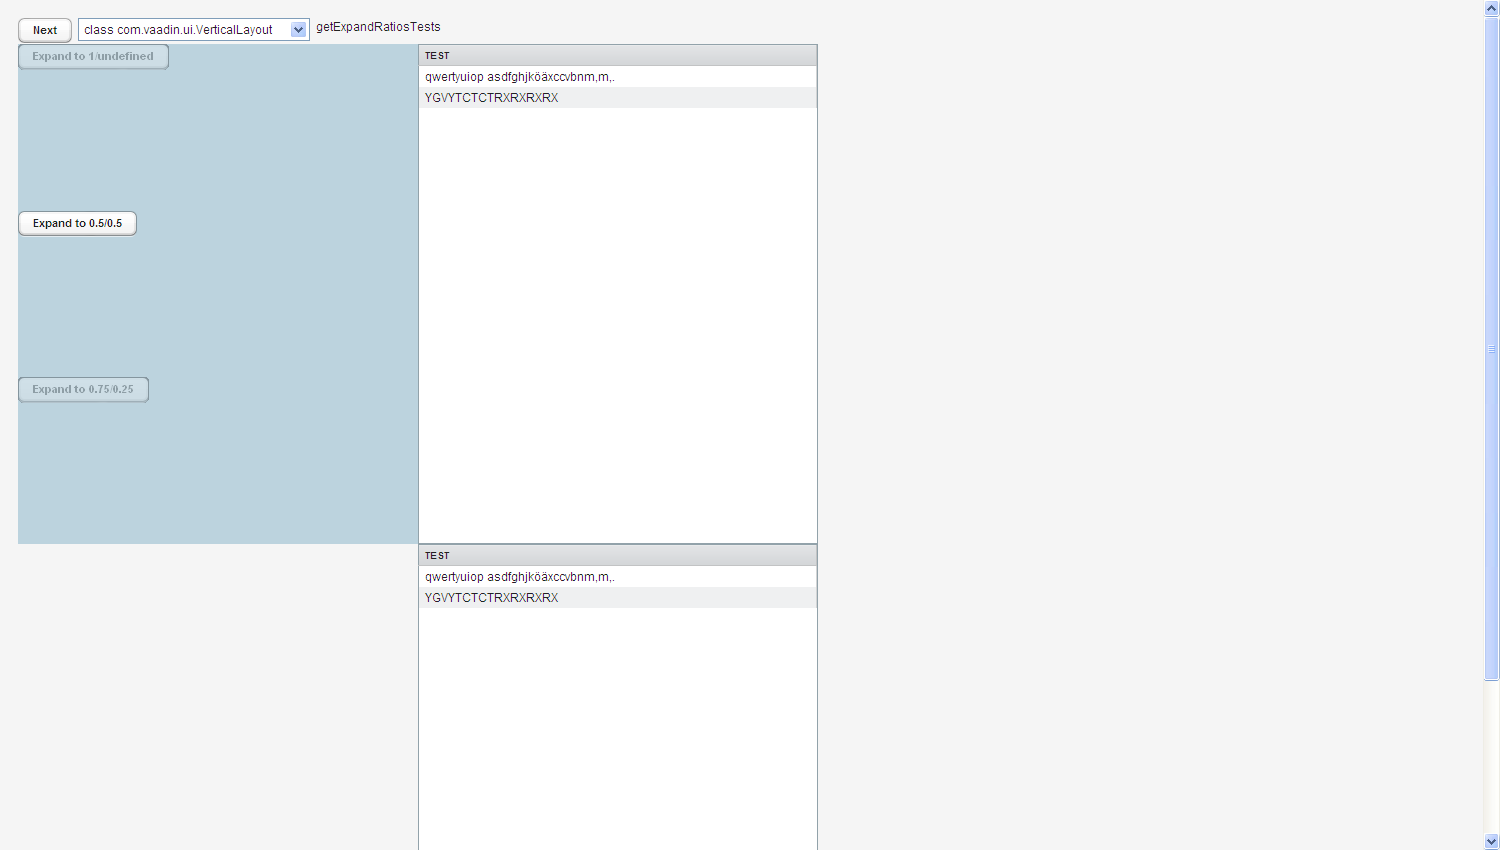 Next
class com.vaadin.ui.VerticalLayout
getExpandRatiosTests
Expand to 1/undefined
Expand to 0.5/0.5
Expand to 0.75/0.25
TEST
qwertyuiop asdfghjköäxccvbnm,m,.
YGVYTCTCTRXRXRXRX
TEST
qwertyuiop asdfghjköäxccvbnm,m,.
YGVYTCTCTRXRXRXRX